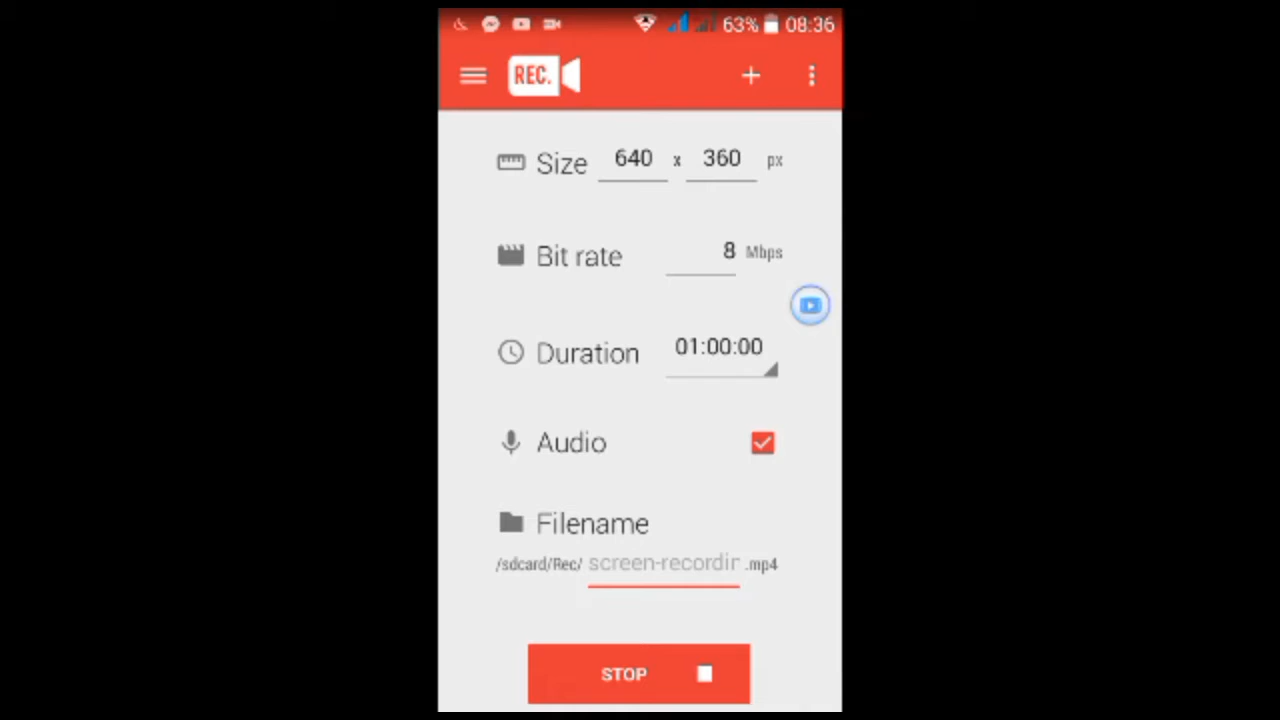 63% 08:36
REC.
Size 640 x 360 px
Bit rate 8 Mbps
Duration 01:00:00
Audio
Filename
/sdcard/Rec/ screen-recordin .mp4
STOP